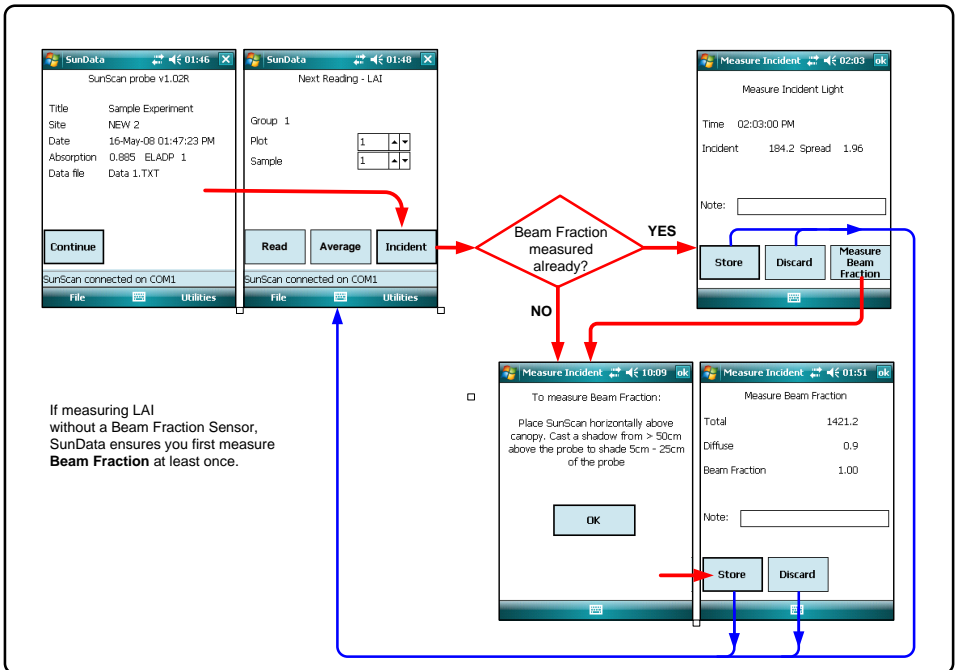 SunData 01:46
SunScan probe v1.02R
Title Sample Experiment
Site NEW 2
Date 16-May-08 01:47:23 PM
Absorption 0.885 ELADP 1
Data file Data 1.TXT
Continue
SunScan connected on COM1
File Utilities
SunData 01:48
Next Reading - LAI
Group 1
Plot 1
Sample 1
Read Average Incident
SunScan connected on COM1
File Utilities
Beam Fraction
measured
already?
YES
NO
Measure Incident 02:03 ok
Measure Incident Light
Time 02:03:00 PM
Incident 184.2 Spread 1.96
Note:
Store Discard Measure
Beam
Fraction
If measuring LAI
without a Beam Fraction Sensor,
SunData ensures you first measure
Beam Fraction at least once.
Measure Incident 10:09 ok
To measure Beam Fraction:
Place SunScan horizontally above
canopy. Cast a shadow from > 50cm
above the probe to shade 5cm - 25cm
of the probe
OK
Measure Incident 01:51 ok
Measure Beam Fraction
Total 1421.2
Diffuse 0.9
Beam Fraction 1.00
Note:
Store Discard